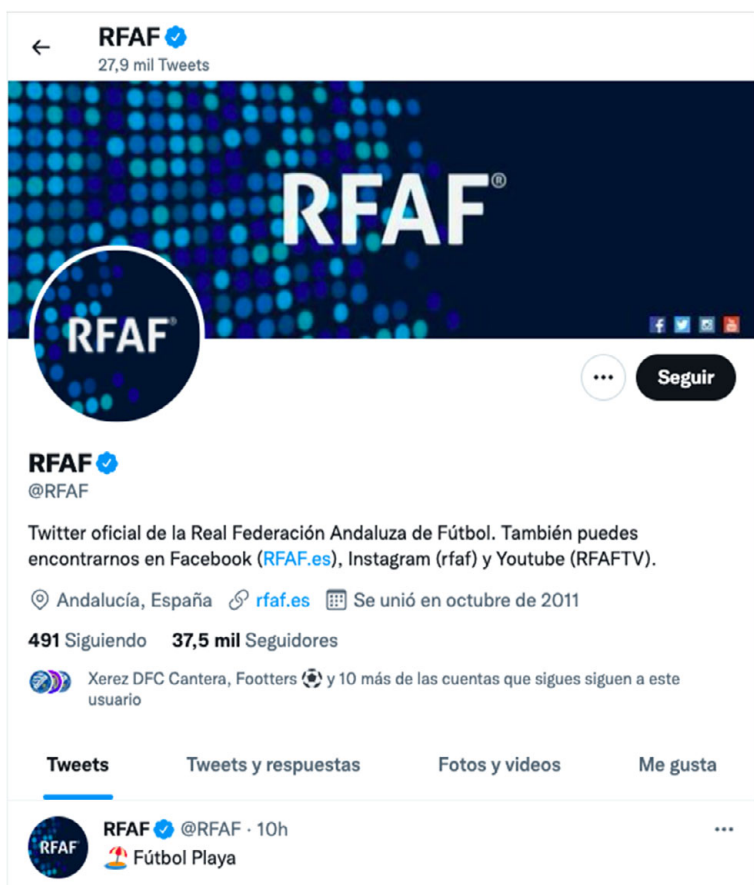 RFAF
27,9 mil Tweets
RFAF®
RFAF®
Seguir
RFAF
@RFAF
Twitter oficial de la Real Federación Andaluza de Fútbol. También puedes
encontrarnos en Facebook (RFAF.es), Instagram (rfaf) y Youtube (RFAFTV).
Andalucía, España rfaf.es Se unió en octubre de 2011
491 Siguiendo 37,5 mil Seguidores
Xerez DFC Cantera, Footters ⚽ y 10 más de las cuentas que sigues siguen a este
usuario
Tweets Tweets y respuestas Fotos y videos Me gusta
RFAF @RFAF · 10h
RFAF
🏖️ Fútbol Playa